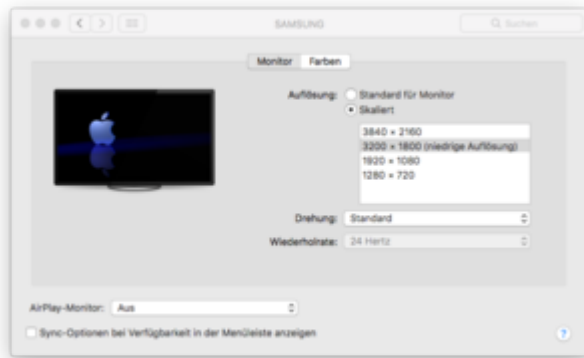 SAMSUNG
Suchen
Monitor Farben
Auflösung: Standard für Monitor
Skaliert
3840 × 2160
3200 × 1800 (niedrige Auflösung)
1920 × 1080
1280 × 720
Drehung: Standard
Wiederholrate: 24 Hertz
AirPlay-Monitor: Aus
Sync-Optionen bei Verfügbarkeit in der Menüleiste anzeigen
?